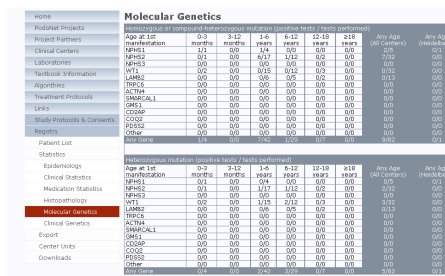 Home
PodoNet Projects
Project Partners
Clinical Centers
Laboratories
Textbook Information
Algorithms
Treatment Protocols
Links
Study Protocols & Consents
Registry
Patient List
Statistics
Epidemiology
Clinical Statistics
Medication Statistics
Histopathology
Molecular Genetics
Clinical Genetics
Export
Center Units
Downloads
Molecular Genetics
Homozygous or compound-heterozygous mutation (positive tests / tests performed)
Age at 1st manifestation 0-3 months 3-12 months 1-6 years 6-12 years 12-18 years ≥18 years Any Age (All Centers) Any Age
NPHS1 1/1 0/0 1/4 0/0 0/0 0/0 2/5 0/1
NPHS2 0/1 0/0 6/17 1/12 0/2 0/0 7/32
NPHS3 0/0 0/0 0/0 0/0 0/0 0/0 0/0
WT1 0/2 0/0 0/15 0/12 0/3 0/0 0/32
LAMB2 0/0 0/0 0/6 0/5 0/2 0/0 0/13
TRPC6 0/0 0/0 0/0 0/0 0/0 0/0 0/0
ACTN4 0/0 0/0 0/0 0/0 0/0 0/0 0/0
SMARCAL1 0/0 0/0 0/0 0/0 0/0 0/0 0/0
GMS1 0/0 0/0 0/0 0/0 0/0 0/0 0/0
CD2AP 0/0 0/0 0/0 0/0 0/0 0/0 0/0
COQ2 0/0 0/0 0/0 0/0 0/0 0/0 0/0
PDSS2 0/0 0/0 0/0 0/0 0/0 0/0 0/0
Other 0/0 0/0 0/0 0/0 0/0 0/0 0/0
Any Gene 1/4 0/0 7/42 1/29 0/7 0/0 9/82 0/1
Heterozygous mutation (positive tests / tests performed)
Age at 1st manifestation 0-3 months 3-12 months 1-6 years 6-12 years 12-18 years ≥18 years Any Age (All Centers) Any Age
NPHS1 0/1 0/0 0/4 0/0 0/0 0/0 0/5
NPHS2 0/1 0/0 1/17 1/12 0/2 0/0
NPHS3 0/0 0/0 0/0 0/0 0/0 0/0 0/0
WT1 0/2 0/0 1/15 2/12 0/3 0/0 3/32
LAMB2 0/0 0/0 0/6 0/5 0/2 0/0 0/13
TRPC6 0/0 0/0 0/0 0/0 0/0 0/0 0/0
ACTN4 0/0 0/0 0/0 0/0 0/0 0/0 0/0
SMARCAL1 0/0 0/0 0/0 0/0 0/0 0/0 0/0
GMS1 0/0 0/0 0/0 0/0 0/0 0/0 0/0
CD2AP 0/0 0/0 0/0 0/0 0/0 0/0 0/0
COQ2 0/0 0/0 0/0 0/0 0/0 0/0 0/0
PDSS2 0/0 0/0 0/0 0/0 0/0 0/0 0/0
Other 0/0 0/0 0/0 0/0 0/0 0/0 0/0
Any Gene 0/4 0/0 2/42 3/29 0/7 0/0 5/82 0/1